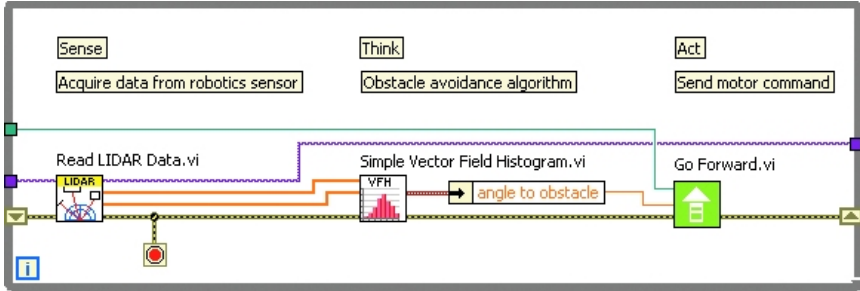 Sense
Think
Act
Acquire data from robotics sensor
Obstacle avoidance algorithm
Send motor command
Read LIDAR Data.vi
Simple Vector Field Histogram.vi
Go Forward.vi
LIDAR
VFH
angle to obstacle
i